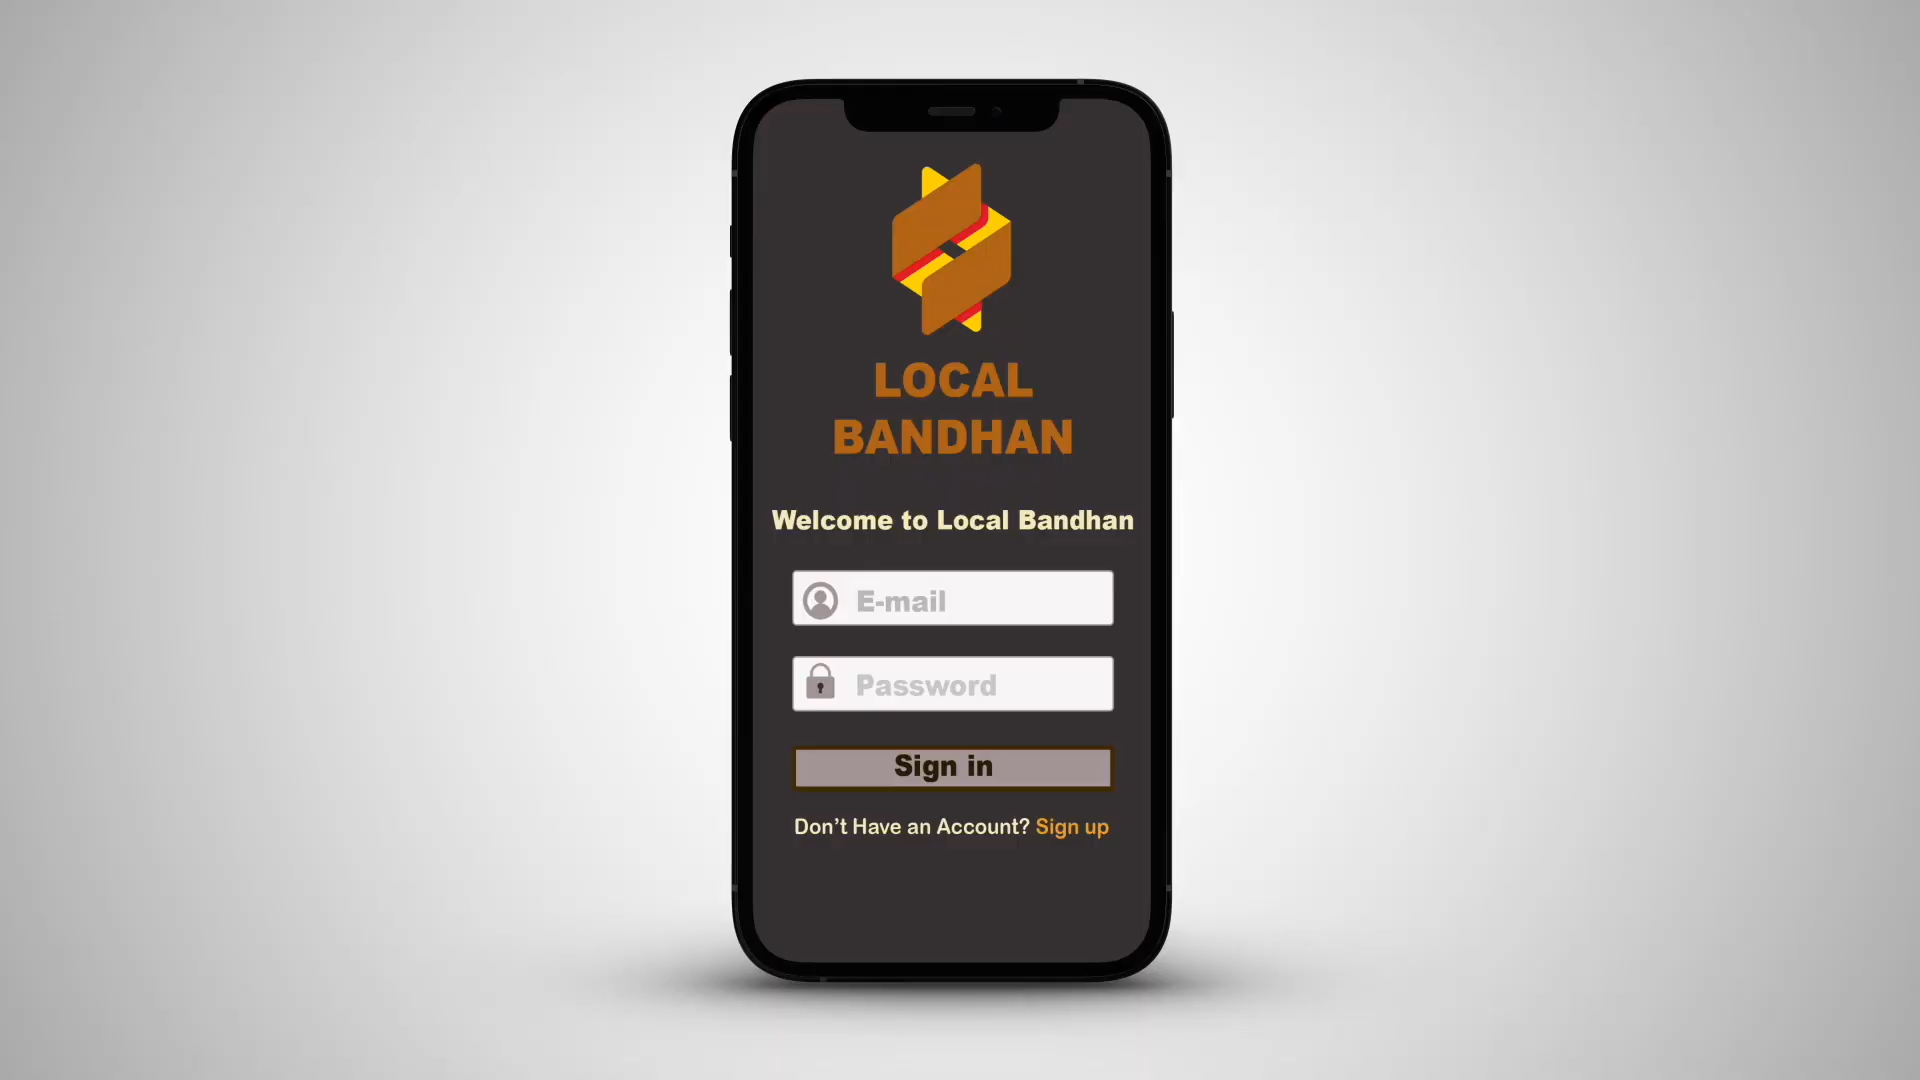 LOCAL
BANDHAN
Welcome to Local Bandhan
E-mail
Password
Sign in
Don’t Have an Account? Sign up